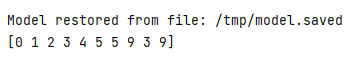 Model restored from file: /tmp/model.saved
[0 1 2 3 4 5 5 9 3 9]